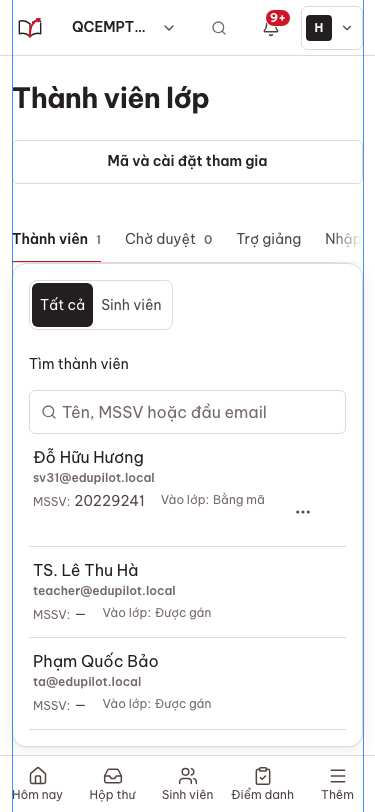 QCEMPT...
9+
H
Thành viên lớp
Mã và cài đặt tham gia
Thành viên 1 Chờ duyệt 0 Trợ giảng Nhập
Tất cả Sinh viên
Tìm thành viên
Tên, MSSV hoặc đầu email
Đỗ Hữu Hương
sv31@edupilot.local
MSSV: 20229241 Vào lớp: Bằng mã
TS. Lê Thu Hà
teacher@edupilot.local
MSSV: — Vào lớp: Được gán
Phạm Quốc Bảo
ta@edupilot.local
MSSV: — Vào lớp: Được gán
Hôm nay Hộp thư Sinh viên Điểm danh Thêm